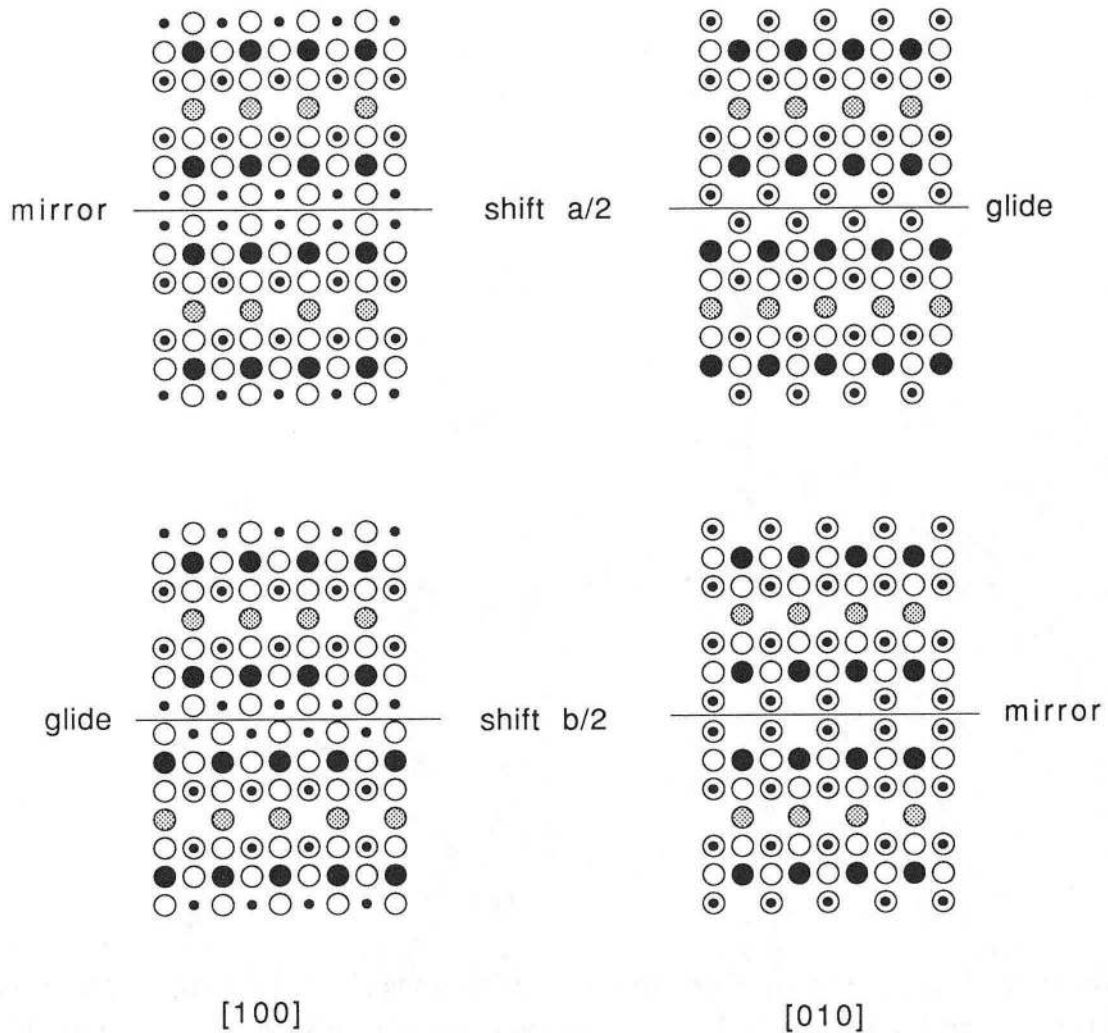 mirror shift a/2 glide
glide shift b/2 mirror
[100] [010]